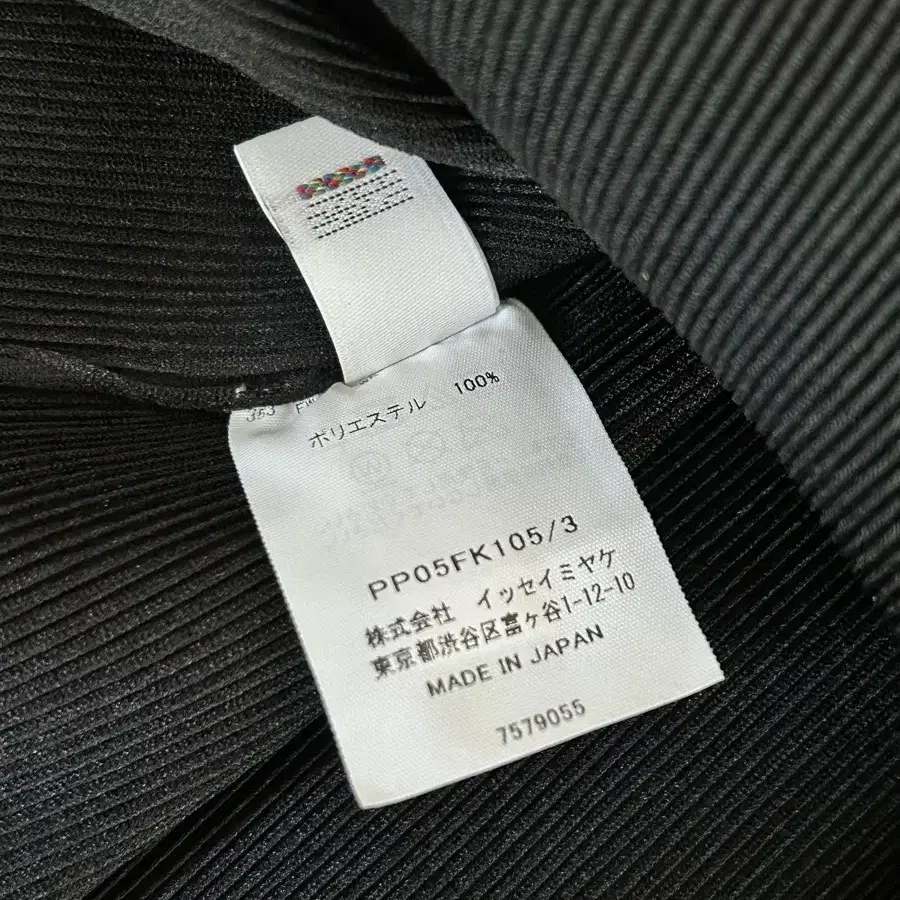 353
ポリエステル 100%
PP05FK105/3
株式会社 イッセイミヤケ
東京都渋谷区富ヶ谷1-12-10
MADE IN JAPAN
7579055